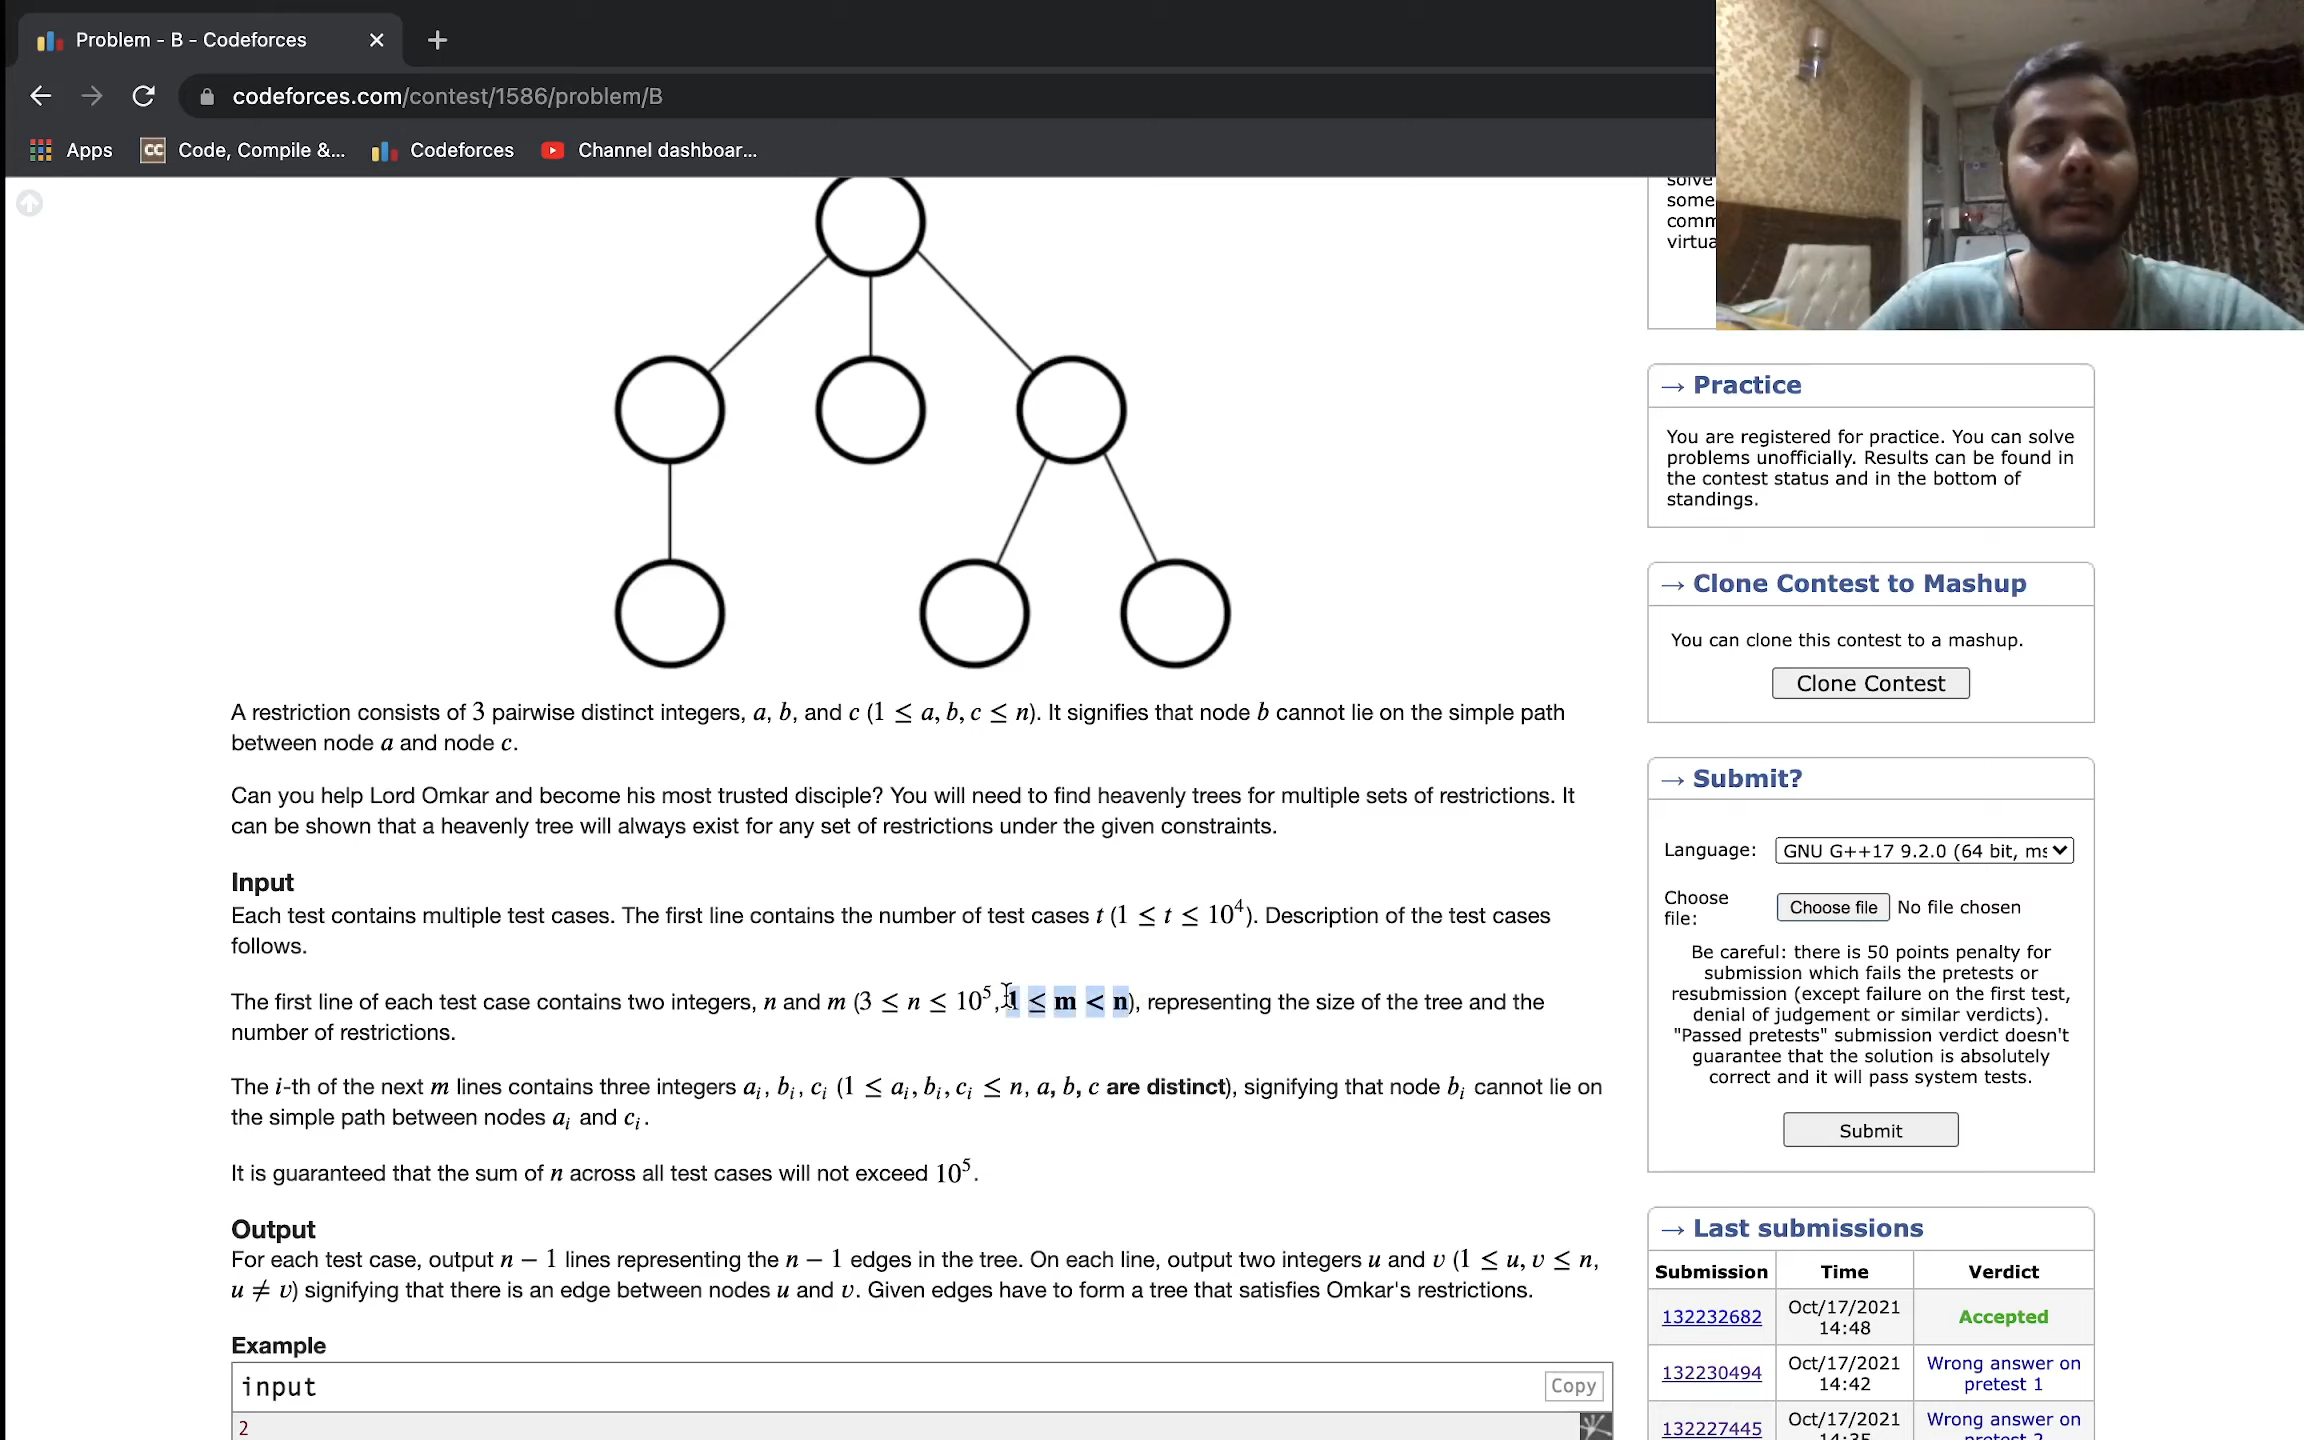 Problem - B - Codeforces
codeforces.com/contest/1586/problem/B
Apps
CC
Code, Compile &...
Codeforces
Channel dashboar...
solve
some
comm
virtua
A restriction consists of 3 pairwise distinct integers, a, b, and c (1 ≤ a, b, c ≤ n). It signifies that node b cannot lie on the simple path
between node a and node c.
Can you help Lord Omkar and become his most trusted disciple? You will need to find heavenly trees for multiple sets of restrictions. It
can be shown that a heavenly tree will always exist for any set of restrictions under the given constraints.
Input
Each test contains multiple test cases. The first line contains the number of test cases t (1 ≤ t ≤ 10^4). Description of the test cases
follows.
The first line of each test case contains two integers, n and m (3 ≤ n ≤ 10^5, 1 ≤ m < n), representing the size of the tree and the
number of restrictions.
The i-th of the next m lines contains three integers a_i, b_i, c_i (1 ≤ a_i, b_i, c_i ≤ n, a, b, c are distinct), signifying that node b_i cannot lie on
the simple path between nodes a_i and c_i.
It is guaranteed that the sum of n across all test cases will not exceed 10^5.
Output
For each test case, output n − 1 lines representing the n − 1 edges in the tree. On each line, output two integers u and v (1 ≤ u, v ≤ n,
u ≠ v) signifying that there is an edge between nodes u and v. Given edges have to form a tree that satisfies Omkar's restrictions.
Example
input
Copy
2
→ Practice
You are registered for practice. You can solve
problems unofficially. Results can be found in
the contest status and in the bottom of
standings.
→ Clone Contest to Mashup
You can clone this contest to a mashup.
Clone Contest
→ Submit?
Language:
GNU G++17 9.2.0 (64 bit, ms
Choose
file:
Choose file
No file chosen
Be careful: there is 50 points penalty for
submission which fails the pretests or
resubmission (except failure on the first test,
denial of judgement or similar verdicts).
"Passed pretests" submission verdict doesn't
guarantee that the solution is absolutely
correct and it will pass system tests.
Submit
→ Last submissions
Submission Time Verdict
132232682 Oct/17/2021 14:48 Accepted
132230494 Oct/17/2021 14:42 Wrong answer on pretest 1
132227445 Oct/17/2021 14:35 Wrong answer on pretest 2